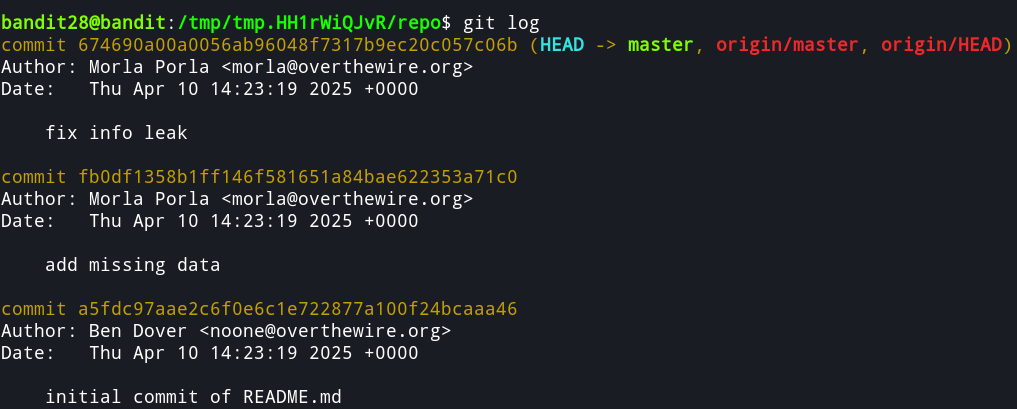 bandit28@bandit:/tmp/tmp.HH1rWiQJvR/repo$ git log
commit 674690a00a0056ab96048f7317b9ec20c057c06b (HEAD -> master, origin/master, origin/HEAD)
Author: Morla Porla <morla@overthewire.org>
Date:   Thu Apr 10 14:23:19 2025 +0000
    fix info leak
commit fb0df1358b1ff146f581651a84bae622353a71c0
Author: Morla Porla <morla@overthewire.org>
Date:   Thu Apr 10 14:23:19 2025 +0000
    add missing data
commit a5fdc97aae2c6f0e6c1e722877a100f24bcaaa46
Author: Ben Dover <noone@overthewire.org>
Date:   Thu Apr 10 14:23:19 2025 +0000
    initial commit of README.md